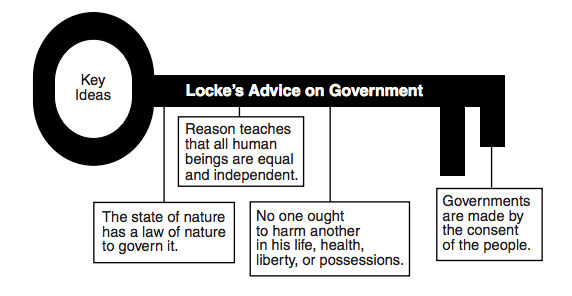 Key
Ideas
Locke's Advice on Government
Reason teaches
that all human
beings are equal
and independent.
The state of nature
has a law of nature
to govern it.
No one ought
to harm another
in his life, health,
liberty, or possessions.
Governments
are made by
the consent
of the people.